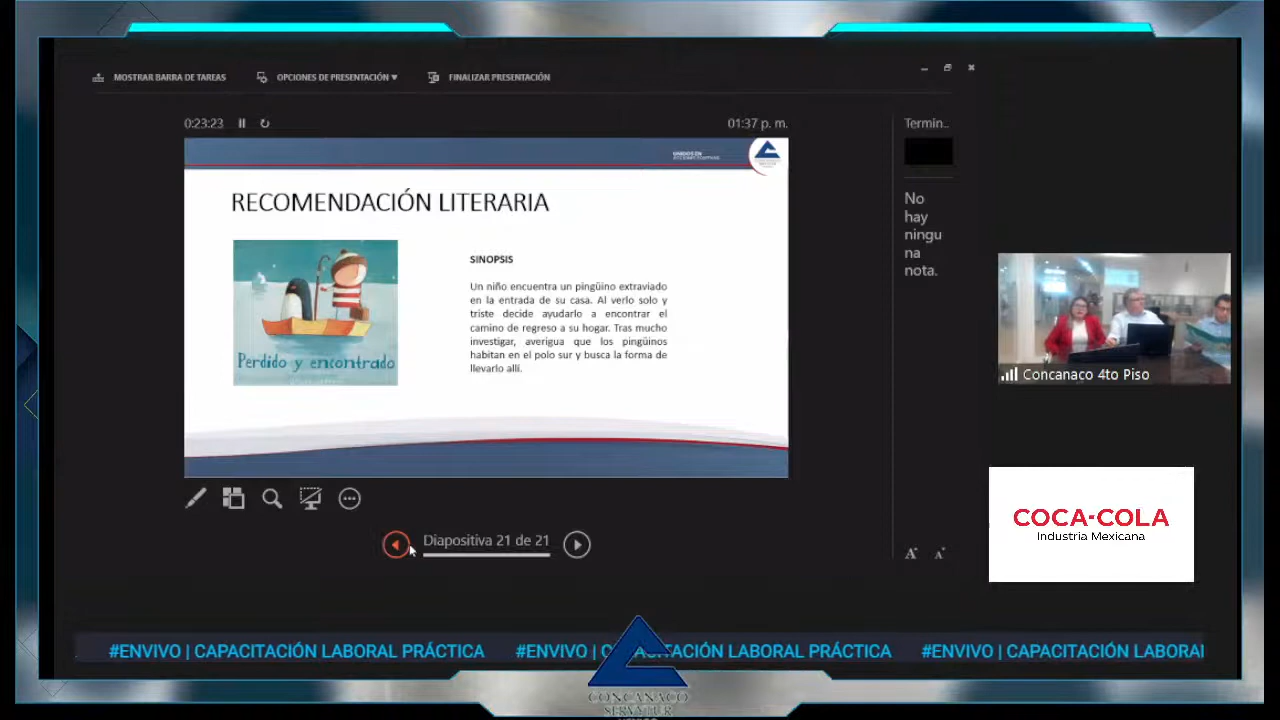 MOSTRAR BARRA DE TAREAS
OPCIONES DE PRESENTACIÓN
FINALIZAR PRESENTACIÓN
0:23:23
01:37 p. m.
UNIDOS EN
RECOMENDACIÓN LITERARIA
Perdido y encontrado
SINOPSIS
Un niño encuentra un pingüino extraviado
en la entrada de su casa. Al verlo solo y
triste decide ayudarlo a encontrar el
camino de regreso a su hogar. Tras mucho
investigar, averigua que los pingüinos
habitan en el polo sur y busca la forma de
llevarlo allí.
Diapositiva 21 de 21
Termin..
No
hay
ningu
na
nota.
A A
Concanaco 4to Piso
COCA-COLA
Industria Mexicana
#ENVIVO | CAPACITACIÓN LABORAL PRÁCTICA #ENVIVO | CAPACITACIÓN LABORAL PRÁCTICA #ENVIVO | CAPACITACIÓN LABORAL
CONCANACO
SERVYTUR